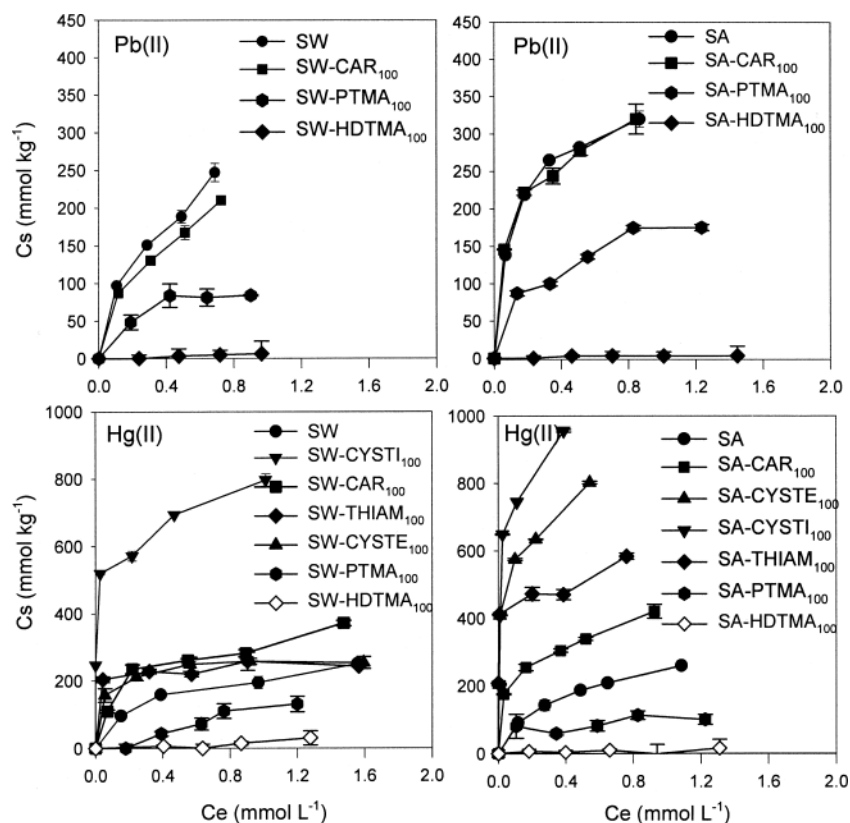 Pb(II)
SW
SW-CAR100
SW-PTMA100
SW-HDTMA100
450
400
350
300
250
200
150
100
50
0
0.0 0.4 0.8 1.2 1.6 2.0
Cs (mmol kg-1)
Pb(II)
SA
SA-CAR100
SA-PTMA100
SA-HDTMA100
450
400
350
300
250
200
150
100
50
0
0.0 0.4 0.8 1.2 1.6 2.0
Hg(II)
SW
SW-CYSTI100
SW-CAR100
SW-THIAM100
SW-CYSTE100
SW-PTMA100
SW-HDTMA100
1000
800
600
400
200
0
0.0 0.4 0.8 1.2 1.6 2.0
Cs (mmol kg-1)
Ce (mmol L-1)
Hg(II)
SA
SA-CAR100
SA-CYSTE100
SA-CYSTI100
SA-THIAM100
SA-PTMA100
SA-HDTMA100
1000
800
600
400
200
0
0.0 0.4 0.8 1.2 1.6 2.0
Ce (mmol L-1)